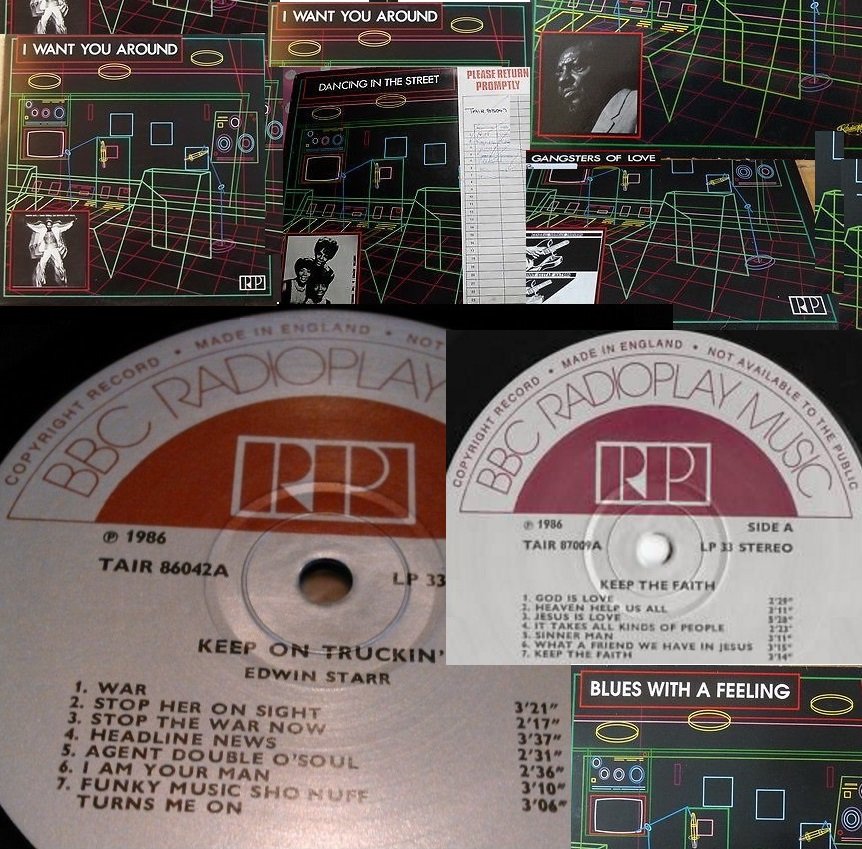 I WANT YOU AROUND
I WANT YOU AROUND
DANCING IN THE STREET
PLEASE RETURN
PROMPTLY
GANGSTERS OF LOVE
RP
RP
COPYRIGHT RECORD • MADE IN ENGLAND • NOT
BBC RADIOPLAY
RP
℗ 1986
TAIR 86042A
LP 33
KEEP ON TRUCKIN'
EDWIN STARR
1. WAR 3'21"
2. STOP HER ON SIGHT 2'17"
3. STOP THE WAR NOW 3'37"
4. HEADLINE NEWS 2'31"
5. AGENT DOUBLE O'SOUL 2'36"
6. I AM YOUR MAN 3'10"
7. FUNKY MUSIC SHO NUFF
TURNS ME ON 3'06"
COPYRIGHT RECORD • MADE IN ENGLAND • NOT AVAILABLE TO THE PUBLIC
BBC RADIOPLAY MUSIC
RP
℗ 1986
SIDE A
TAIR 87009A
LP 33 STEREO
KEEP THE FAITH
1. GOD IS LOVE 2'29"
2. HEAVEN HELP US ALL 3'11"
3. JESUS IS LOVE 5'28"
4. IT TAKES ALL KINDS OF PEOPLE 2'23"
5. SINNER MAN 3'11"
6. WHAT A FRIEND WE HAVE IN JESUS 3'15"
7. KEEP THE FAITH 3'14"
BLUES WITH A FEELING